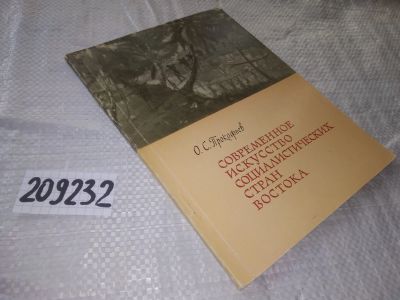 О. С. Прокофьев
СОВРЕМЕННОЕ
ИСКУССТВО
СОЦИАЛИСТИЧЕСКИХ
СТРАН
ВОСТОКА
209232